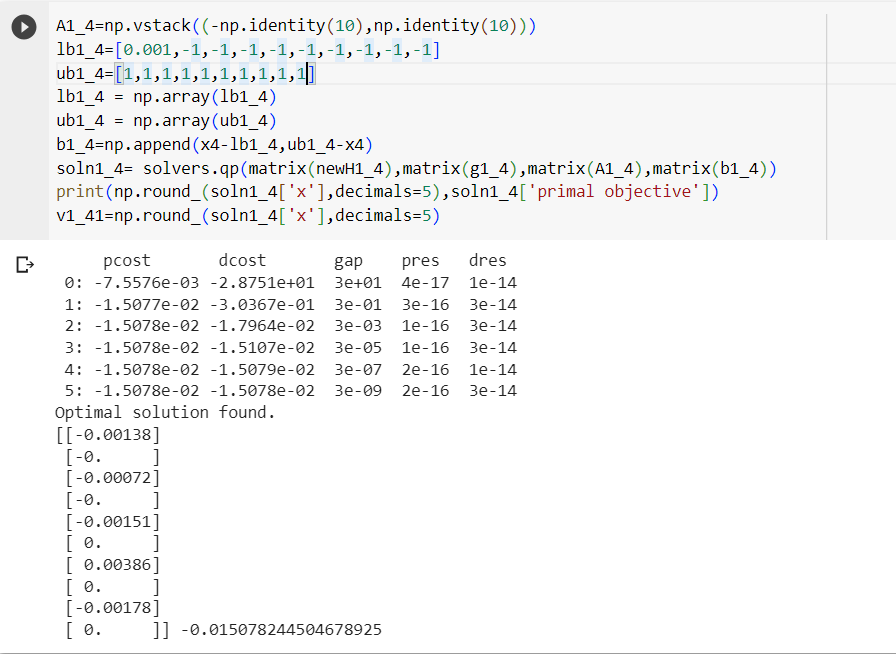 A1_4=np.vstack((-np.identity(10),np.identity(10)))
lb1_4=[0.001,-1,-1,-1,-1,-1,-1,-1,-1,-1]
ub1_4=[1,1,1,1,1,1,1,1,1,1]
lb1_4 = np.array(lb1_4)
ub1_4 = np.array(ub1_4)
b1_4=np.append(x4-lb1_4,ub1_4-x4)
soln1_4= solvers.qp(matrix(newH1_4),matrix(g1_4),matrix(A1_4),matrix(b1_4))
print(np.round_(soln1_4['x'],decimals=5),soln1_4['primal objective'])
v1_41=np.round_(soln1_4['x'],decimals=5)
     pcost       dcost       gap    pres   dres
 0: -7.5576e-03 -2.8751e+01  3e+01  4e-17  1e-14
 1: -1.5077e-02 -3.0367e-01  3e-01  3e-16  3e-14
 2: -1.5078e-02 -1.7964e-02  3e-03  1e-16  3e-14
 3: -1.5078e-02 -1.5107e-02  3e-05  1e-16  3e-14
 4: -1.5078e-02 -1.5079e-02  3e-07  2e-16  1e-14
 5: -1.5078e-02 -1.5078e-02  3e-09  2e-16  3e-14
Optimal solution found.
[[-0.00138]
 [-0.     ]
 [-0.00072]
 [-0.     ]
 [-0.00151]
 [ 0.     ]
 [ 0.00386]
 [ 0.     ]
 [-0.00178]
 [ 0.     ]] -0.015078244504678925